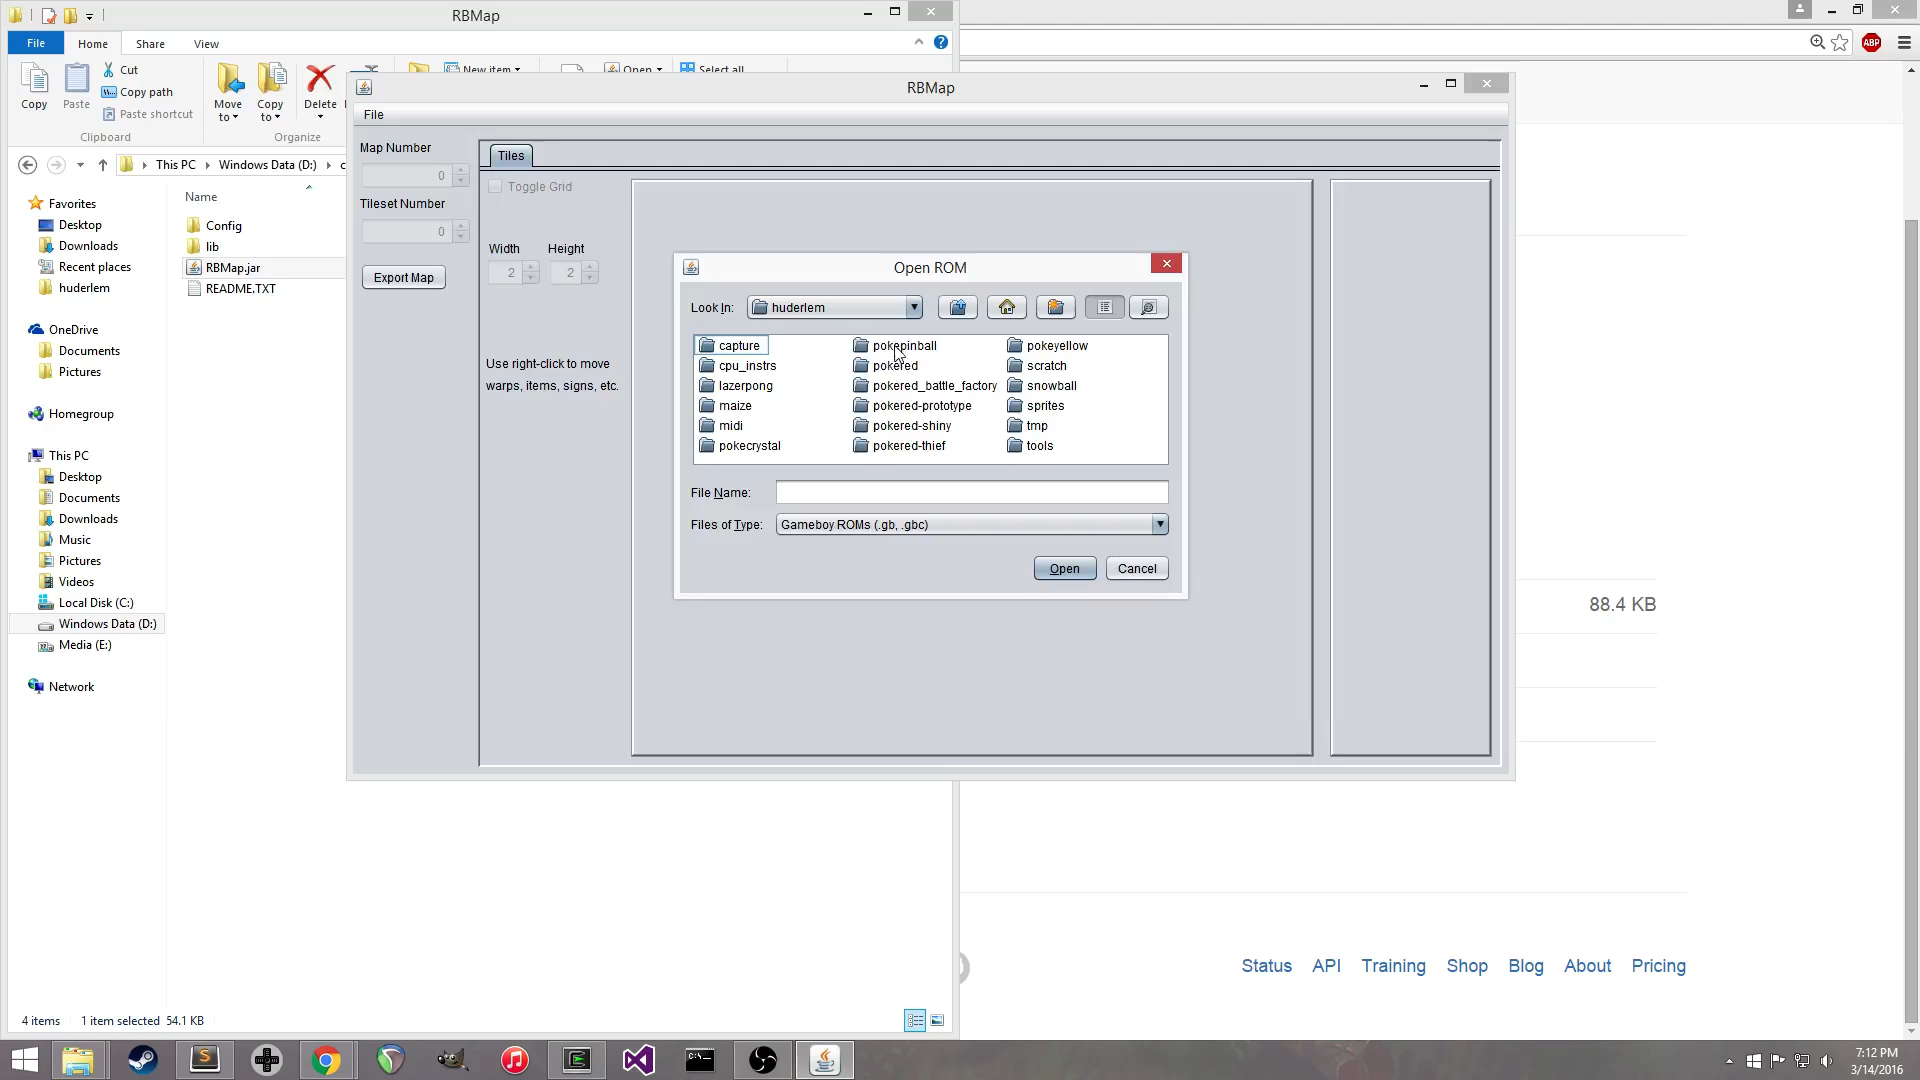 RBMap
File
Home
Share
View
Copy
Paste
Cut
Copy path
Paste shortcut
Clipboard
Move to
Copy to
Delete
Organize
New item
Open
Select all
ABP
This PC
Windows Data (D:)
Name
Favorites
Desktop
Downloads
Recent places
huderlem
OneDrive
Documents
Pictures
Homegroup
This PC
Desktop
Documents
Downloads
Music
Pictures
Videos
Local Disk (C:)
Windows Data (D:)
Media (E:)
Network
Config
lib
RBMap.jar
README.TXT
4 items
1 item selected 54.1 KB
RBMap
File
Map Number
0
Tileset Number
0
Export Map
Tiles
Toggle Grid
Width
Height
2
2
Use right-click to move
warps, items, signs, etc.
Open ROM
Look In:
huderlem
capture
cpu_instrs
lazerpong
maize
midi
pokecrystal
pokepinball
pokered
pokered_battle_factory
pokered-prototype
pokered-shiny
pokered-thief
pokeyellow
scratch
snowball
sprites
tmp
tools
File Name:
Files of Type:
Gameboy ROMs (.gb, .gbc)
Open
Cancel
88.4 KB
Status
API
Training
Shop
Blog
About
Pricing
7:12 PM
3/14/2016